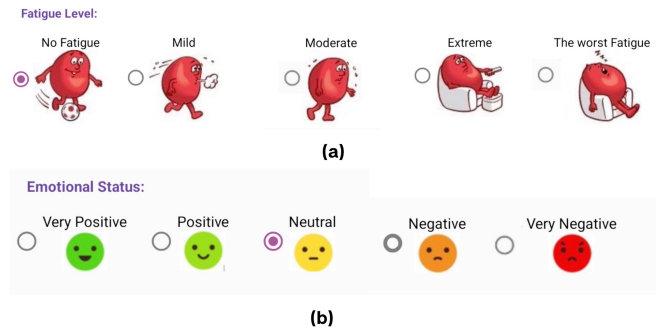 Fatigue Level:
No Fatigue Mild Moderate Extreme The worst Fatigue
(a)
Emotional Status:
Very Positive Positive Neutral Negative Very Negative
(b)